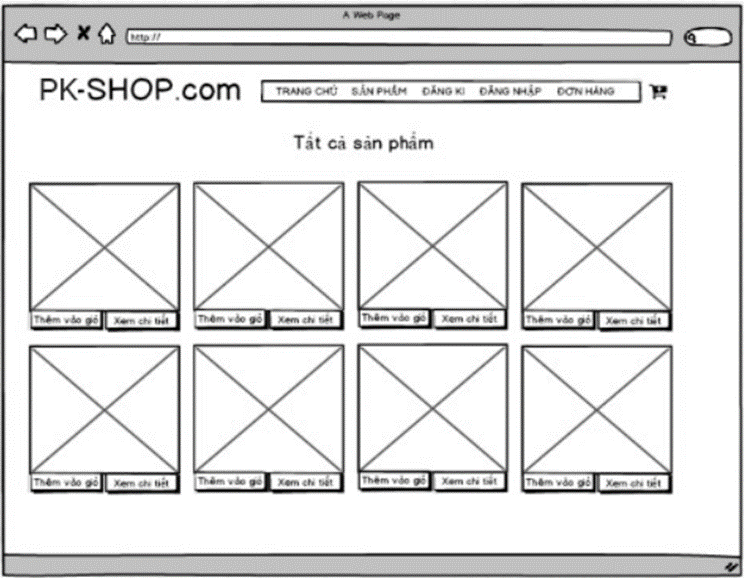 A Web Page
http://
PK-SHOP.com TRANG CHỦ SẢN PHẨM ĐĂNG KÍ ĐĂNG NHẬP ĐƠN HÀNG
Tất cả sản phẩm
Thêm vào giỏ Xem chi tiết Thêm vào giỏ Xem chi tiết Thêm vào giỏ Xem chi tiết Thêm vào giỏ Xem chi tiết
Thêm vào giỏ Xem chi tiết Thêm vào giỏ Xem chi tiết Thêm vào giỏ Xem chi tiết Thêm vào giỏ Xem chi tiết